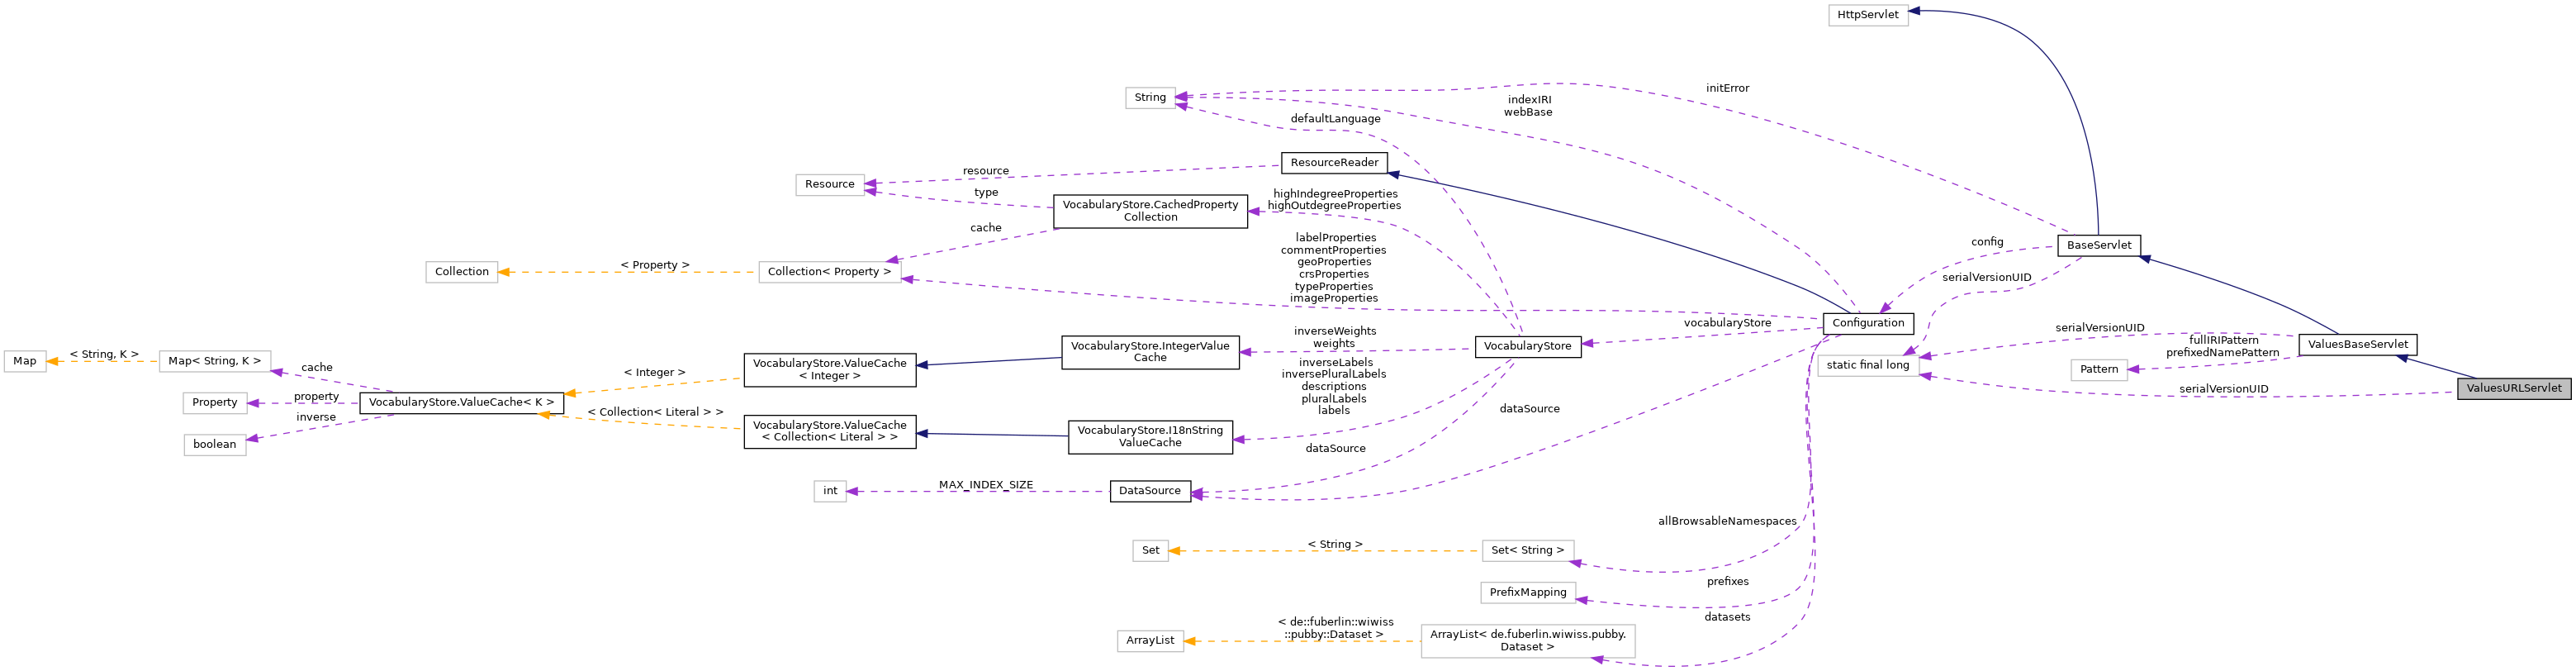 HttpServlet
initError
String
indexIRI
webBase
defaultLanguage
ResourceReader
resource
Resource
type
highIndegreeProperties
highOutdegreeProperties
VocabularyStore.CachedProperty
Collection
cache
labelProperties
commentProperties
geoProperties
crsProperties
typeProperties
imageProperties
config
BaseServlet
< Property >
Collection
Collection< Property >
serialVersionUID
vocabularyStore
Configuration
serialVersionUID
inverseWeights
weights
VocabularyStore.IntegerValue
Cache
VocabularyStore
fullIRIPattern
prefixedNamePattern
ValuesBaseServlet
Map
< String, K >
Map< String, K >
cache
< Integer >
VocabularyStore.ValueCache
< Integer >
inverseLabels
inversePluralLabels
descriptions
pluralLabels
labels
static final long
Pattern
serialVersionUID
ValuesURLServlet
property
Property
VocabularyStore.ValueCache< K >
inverse
boolean
< Collection< Literal > >
VocabularyStore.ValueCache
< Collection< Literal > >
VocabularyStore.I18nString
ValueCache
dataSource
dataSource
int
MAX_INDEX_SIZE
DataSource
allBrowsableNamespaces
Set
< String >
Set< String >
prefixes
PrefixMapping
datasets
ArrayList
< de::fuberlin::wiwiss
::pubby::Dataset >
ArrayList< de.fuberlin.wiwiss.pubby.
Dataset >